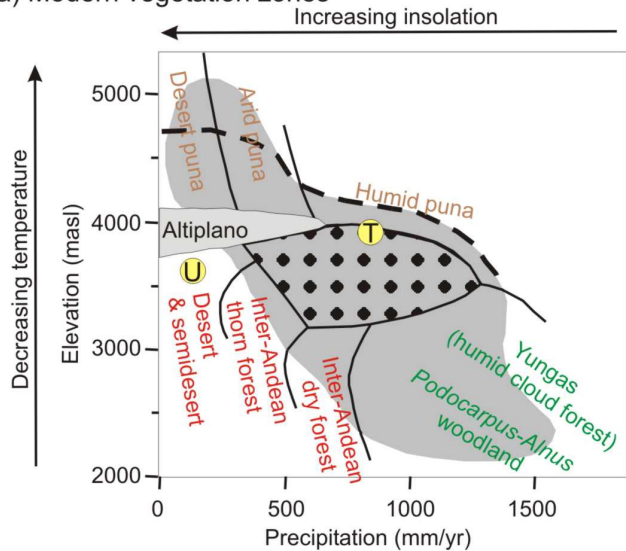 a) Modern vegetation zones
Increasing insolation
Decreasing temperature
Elevation (masl)
5000
4000
3000
2000
Desert puna
Arid puna
Humid puna
Altiplano
T
U
Desert
& semidesert
Inter-Andean
thorn forest
Inter-Andean
dry forest
Yungas
(humid cloud forest)
Podocarpus-Alnus
woodland
0
500
1000
1500
Precipitation (mm/yr)